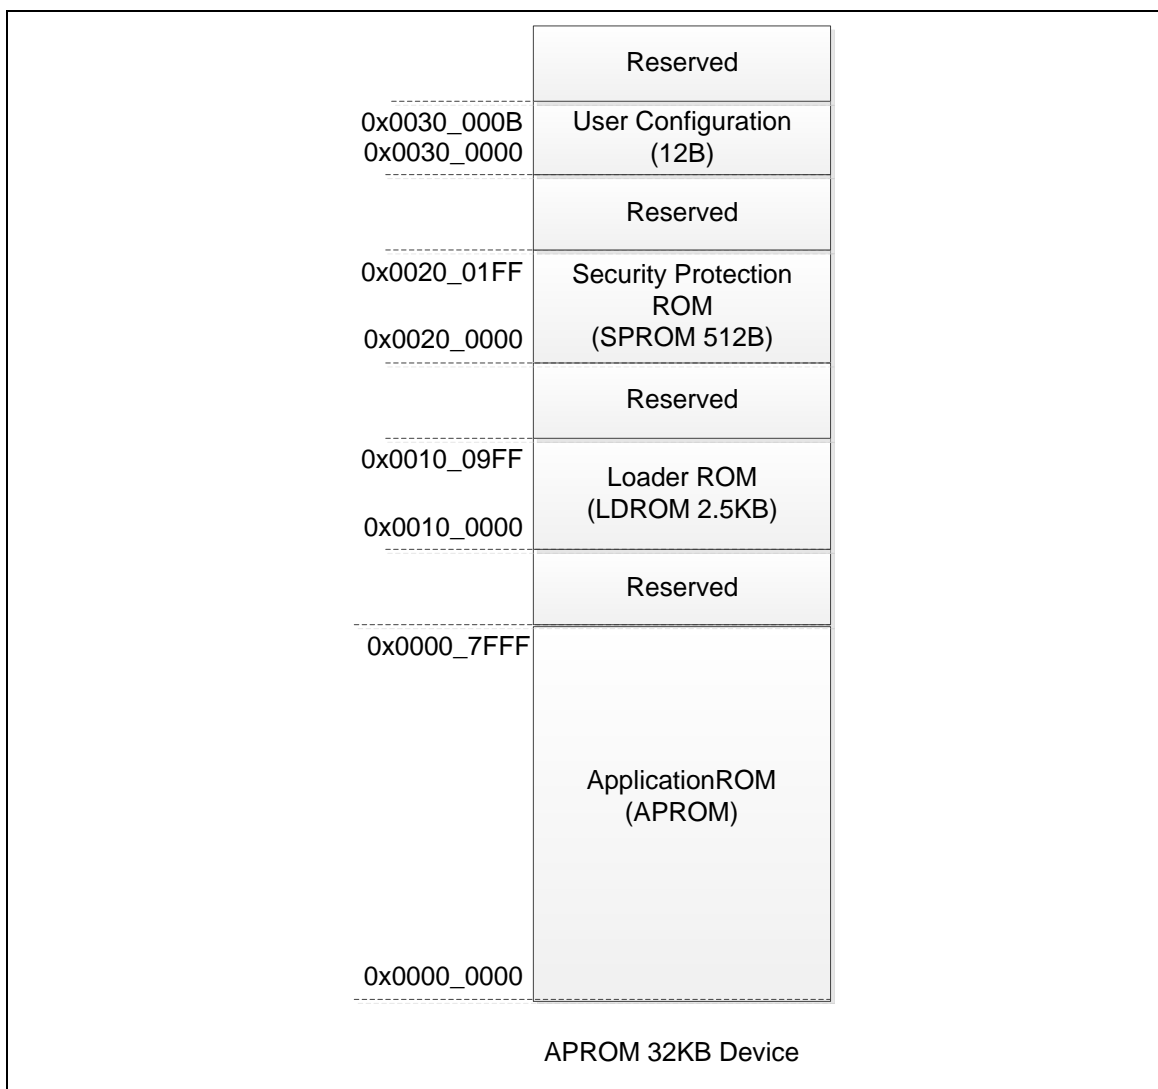 Reserved
0x0030_000B
0x0030_0000
User Configuration
(12B)
Reserved
0x0020_01FF
0x0020_0000
Security Protection
ROM
(SPROM 512B)
Reserved
0x0010_09FF
0x0010_0000
Loader ROM
(LDROM 2.5KB)
Reserved
0x0000_7FFF
ApplicationROM
(APROM)
0x0000_0000
APROM 32KB Device